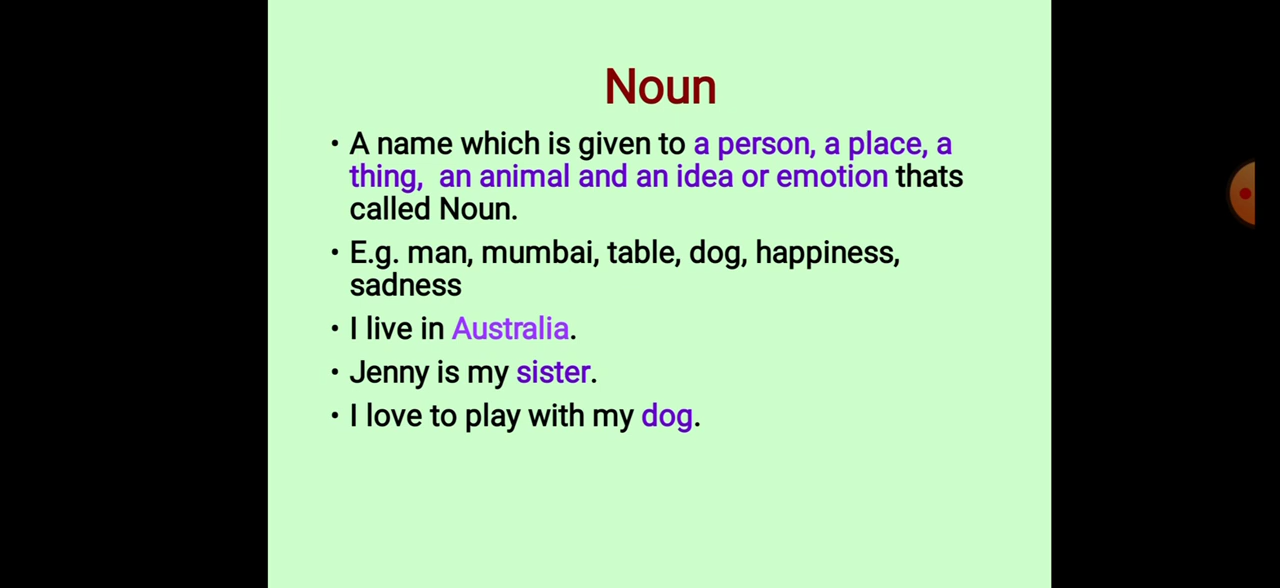 Noun
• A name which is given to a person, a place, a
thing,  an animal and an idea or emotion thats
called Noun.
• E.g. man, mumbai, table, dog, happiness,
sadness
• I live in Australia.
• Jenny is my sister.
• I love to play with my dog.